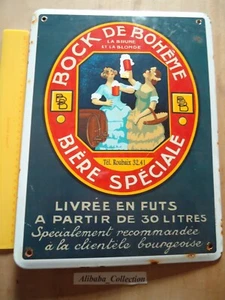 BOCK DE BOHÊME
LA BRUNE
ET LA BLONDE
Tél. Roubaix 32.41
BIÈRE SPÉCIALE
LIVRÉE EN FUTS
A PARTIR DE 30 LITRES
Spécialement recommandée
à la clientèle bourgeoise
Alibaba_Collection